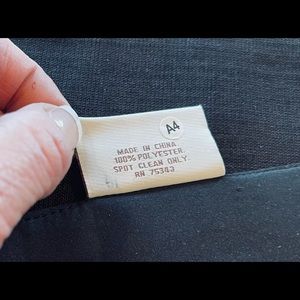 A4
MADE IN CHINA
100% POLYESTER
SPOT CLEAN ONLY
RN 75343